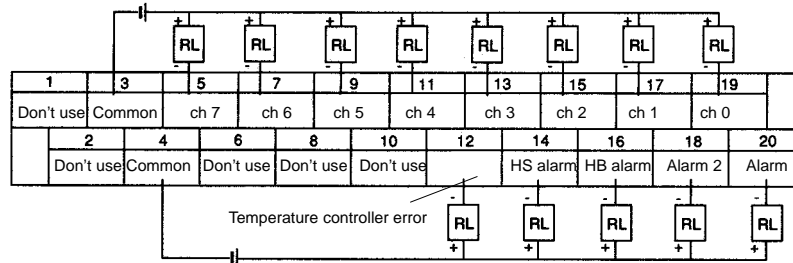 + + + + + + + +
RL RL RL RL RL RL RL RL
- - - - - - - -
1 3 5 7 9 11 13 15 17 19
Don't use Common ch 7 ch 6 ch 5 ch 4 ch 3 ch 2 ch 1 ch 0
2 4 6 8 10 12 14 16 18 20
Don't use Common Don't use Don't use Don't use HS alarm HB alarm Alarm 2 Alarm
Temperature controller error
- - - - -
RL RL RL RL RL
+ + + + +